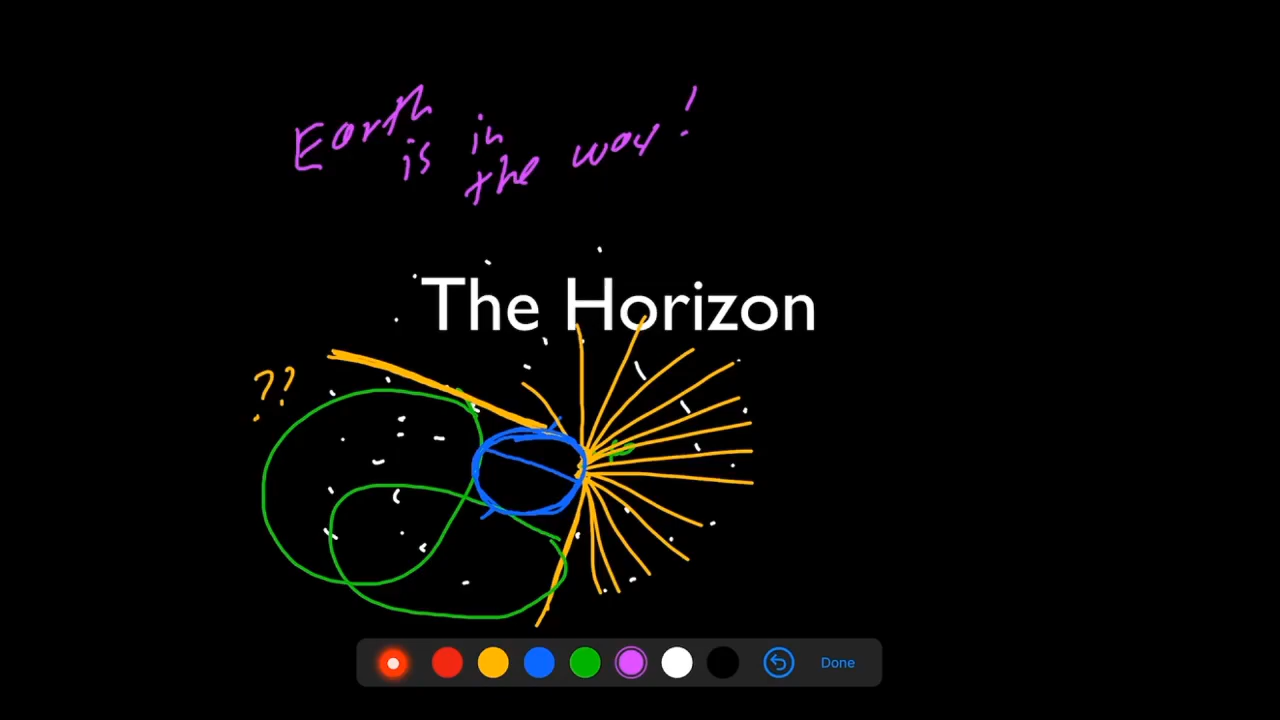 Earth is in the way!
The Horizon
??
Done